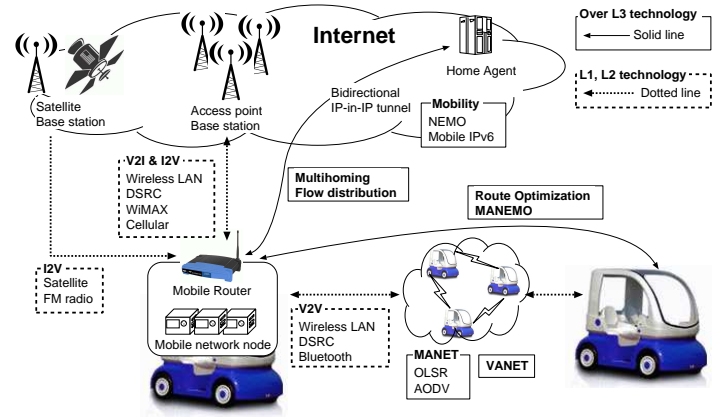 Internet
Over L3 technology
Solid line
L1, L2 technology
Dotted line
Home Agent
Satellite
Base station
Access point
Base station
Bidirectional
IP-in-IP tunnel
Mobility
NEMO
Mobile IPv6
V2I & I2V
Wireless LAN
DSRC
WiMAX
Cellular
Multihoming
Flow distribution
Route Optimization
MANEMO
I2V
Satellite
FM radio
Mobile Router
Mobile network node
V2V
Wireless LAN
DSRC
Bluetooth
MANET
OLSR
AODV
VANET